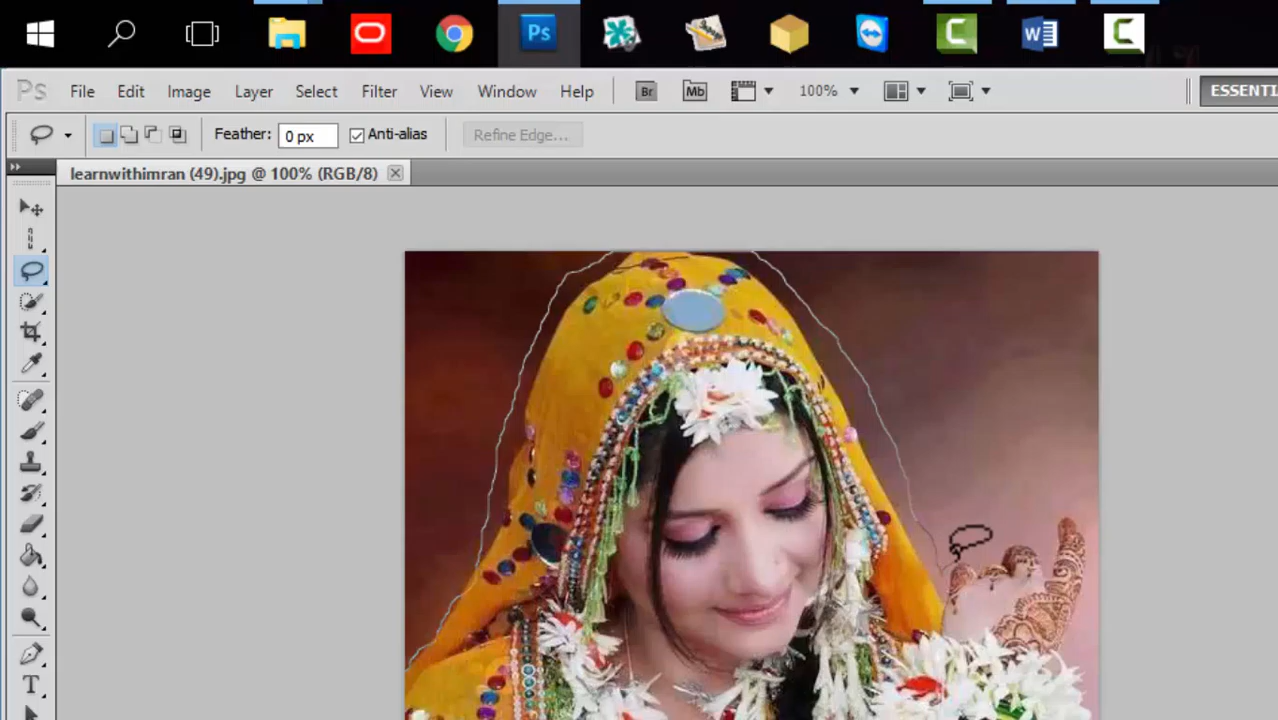 Ps
Ps File Edit Image Layer Select Filter View Window Help Br Mb 100% ESSENTI
Feather: 0 px Anti-alias Refine Edge...
learnwithimran (49).jpg @ 100% (RGB/8)
T